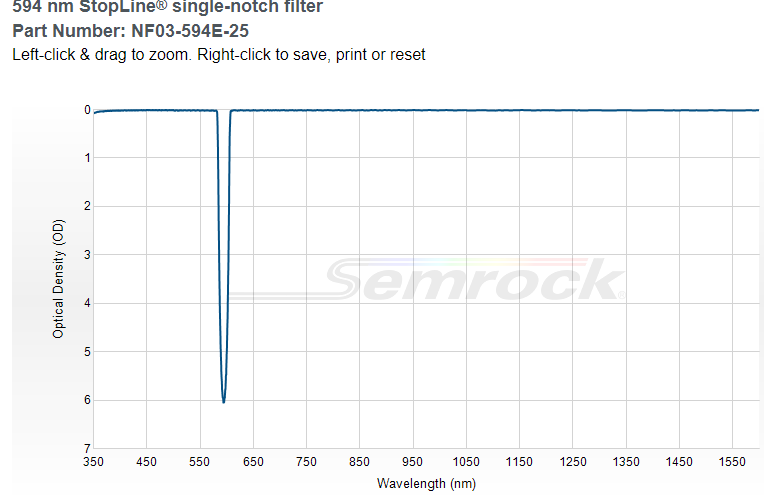 594 nm StopLine® single-notch filter
Part Number: NF03-594E-25
Left-click & drag to zoom. Right-click to save, print or reset
0
1
2
3
4
5
6
7
Optical Density (OD)
Semrock®
350 450 550 650 750 850 950 1050 1150 1250 1350 1450 1550
Wavelength (nm)